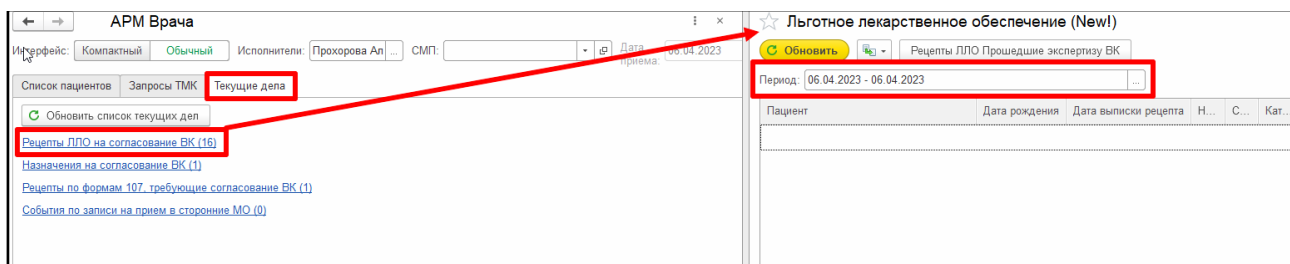 АРМ Врача
Интерфейс: Компактный Обычный Исполнители: Прохорова Ал ... СМП: Дата приема: 06.04.2023
Список пациентов Запросы ТМК Текущие дела
Обновить список текущих дел
Рецепты ЛЛО на согласование ВК (16)
Назначения на согласование ВК (1)
Рецепты по формам 107, требующие согласование ВК (1)
События по записи на прием в сторонние МО (0)
Льготное лекарственное обеспечение (New!)
Обновить Рецепты ЛЛО Прошедшие экспертизу ВК
Период: 06.04.2023 - 06.04.2023 ...
Пациент Дата рождения Дата выписки рецепта Н... С... Кат...